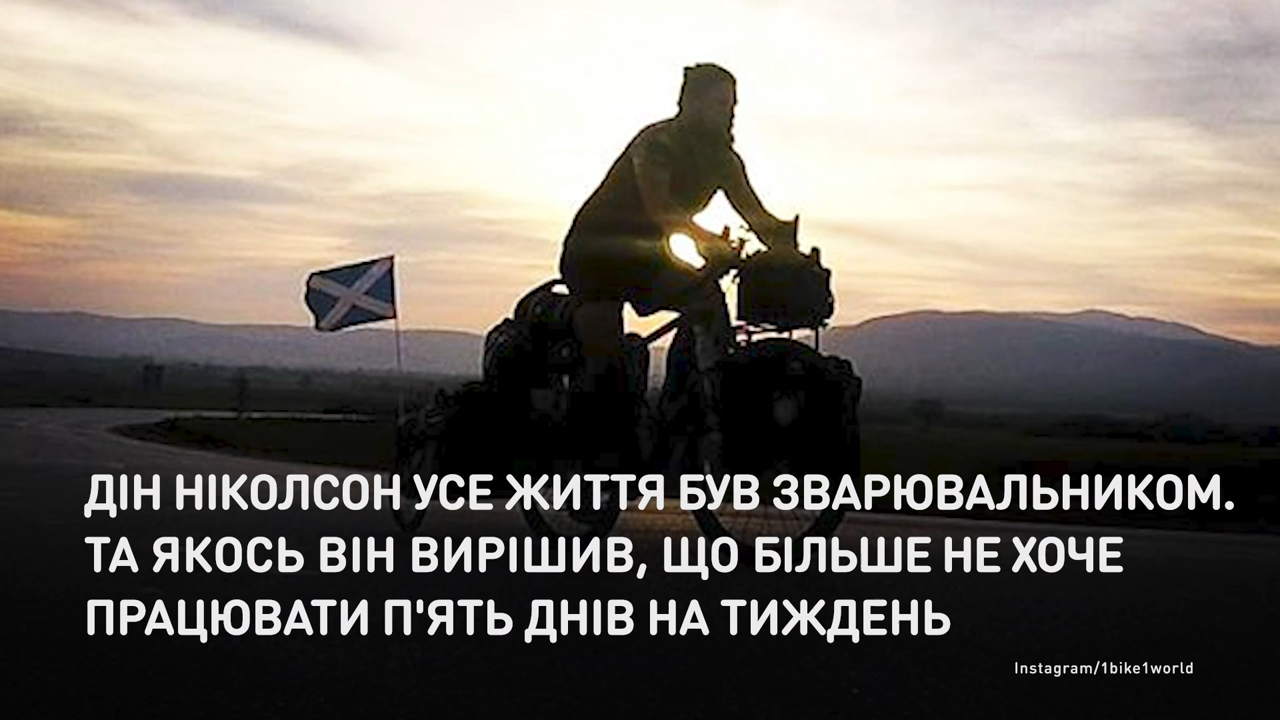 ДІН НІКОЛСОН УСЕ ЖИТТЯ БУВ ЗВАРЮВАЛЬНИКОМ.
ТА ЯКОСЬ ВІН ВИРІШИВ, ЩО БІЛЬШЕ НЕ ХОЧЕ
ПРАЦЮВАТИ П'ЯТЬ ДНІВ НА ТИЖДЕНЬ
Instagram/1bike1world